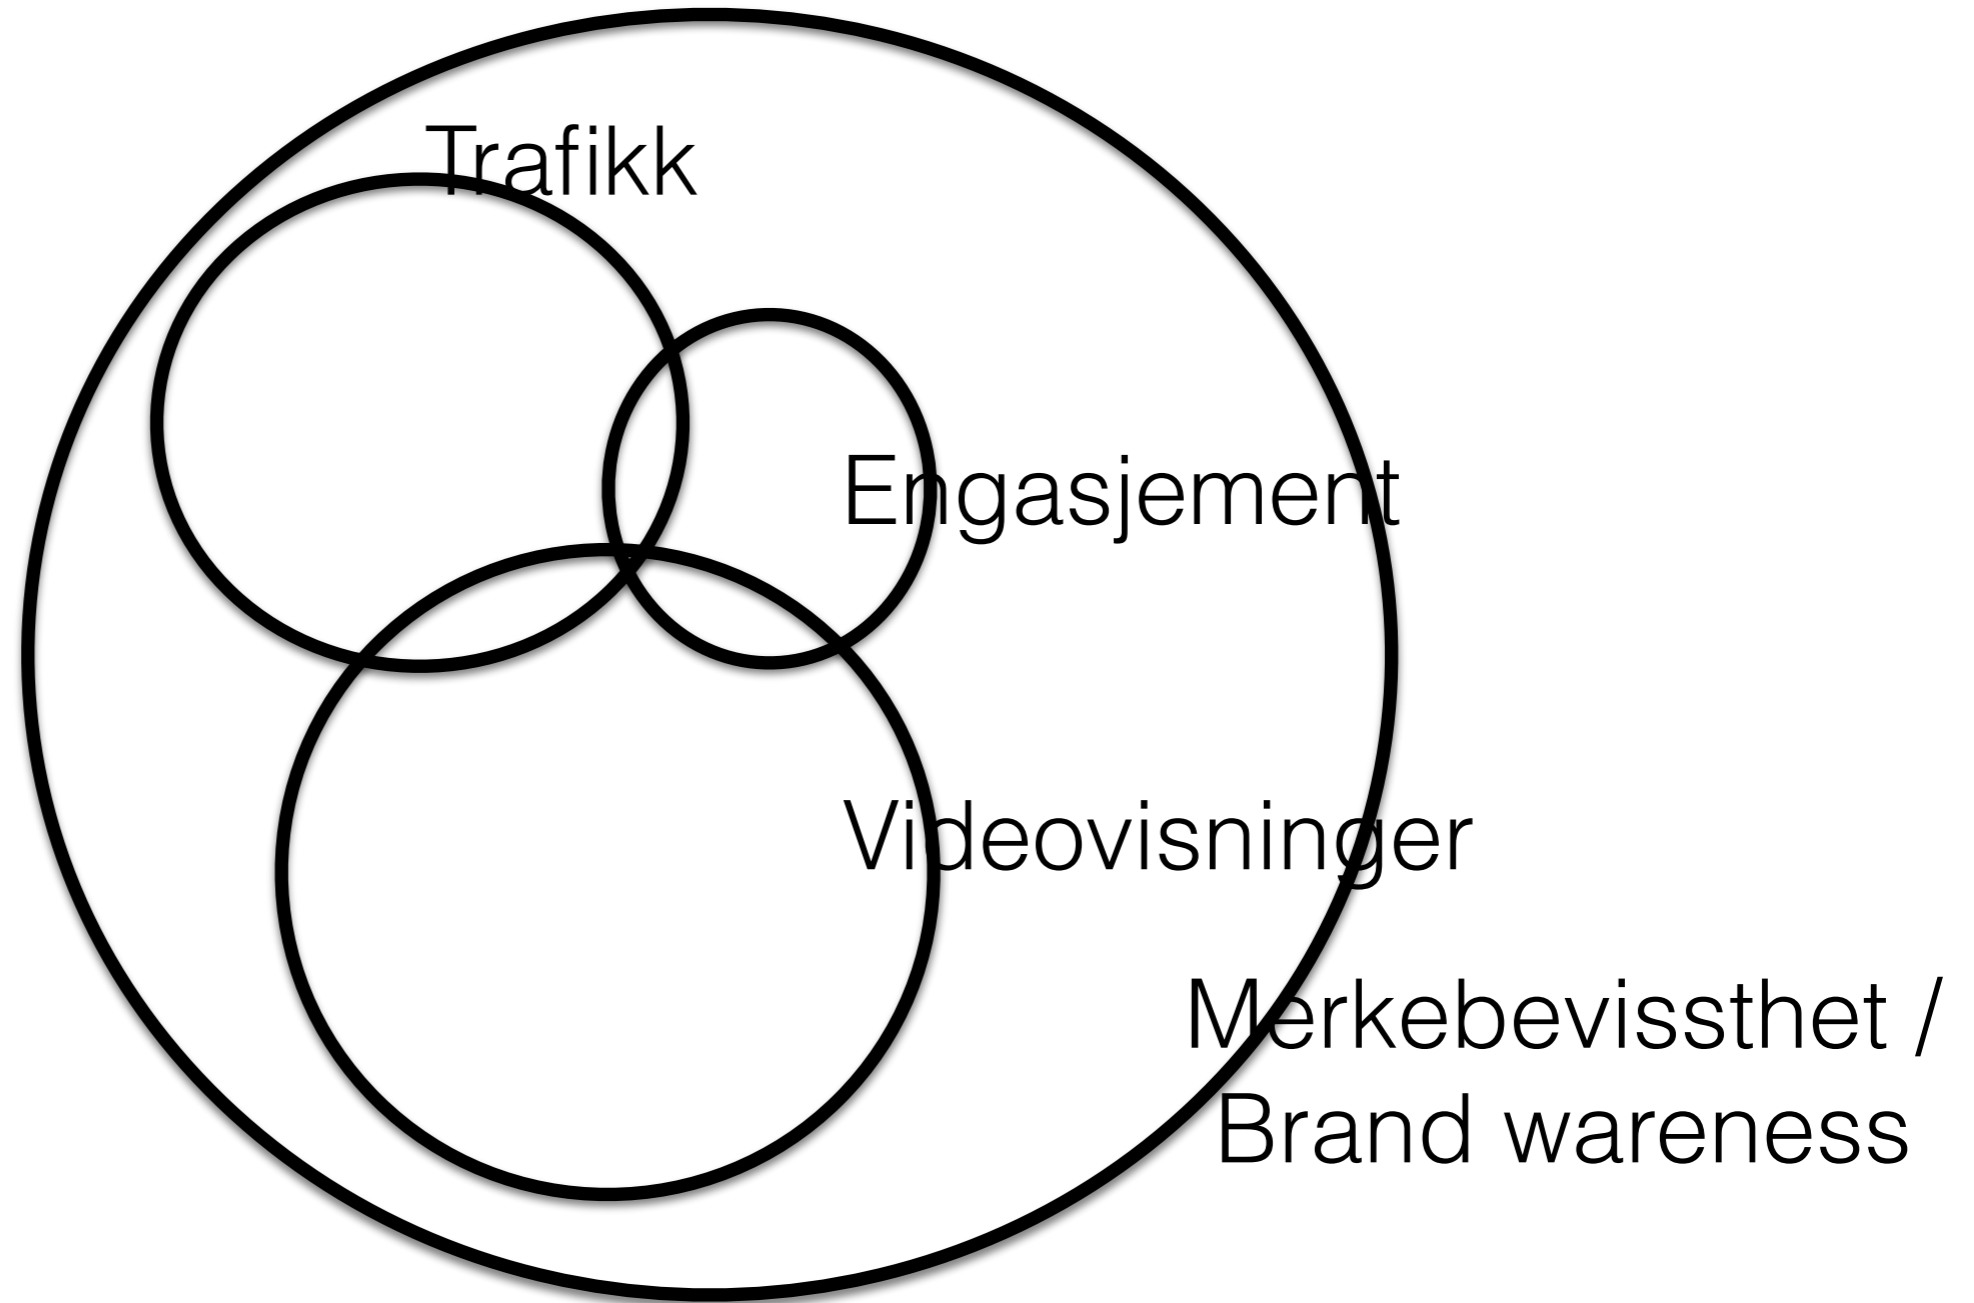 Trafikk
Engasjement
Videovisninger
Merkebevissthet /
Brand wareness